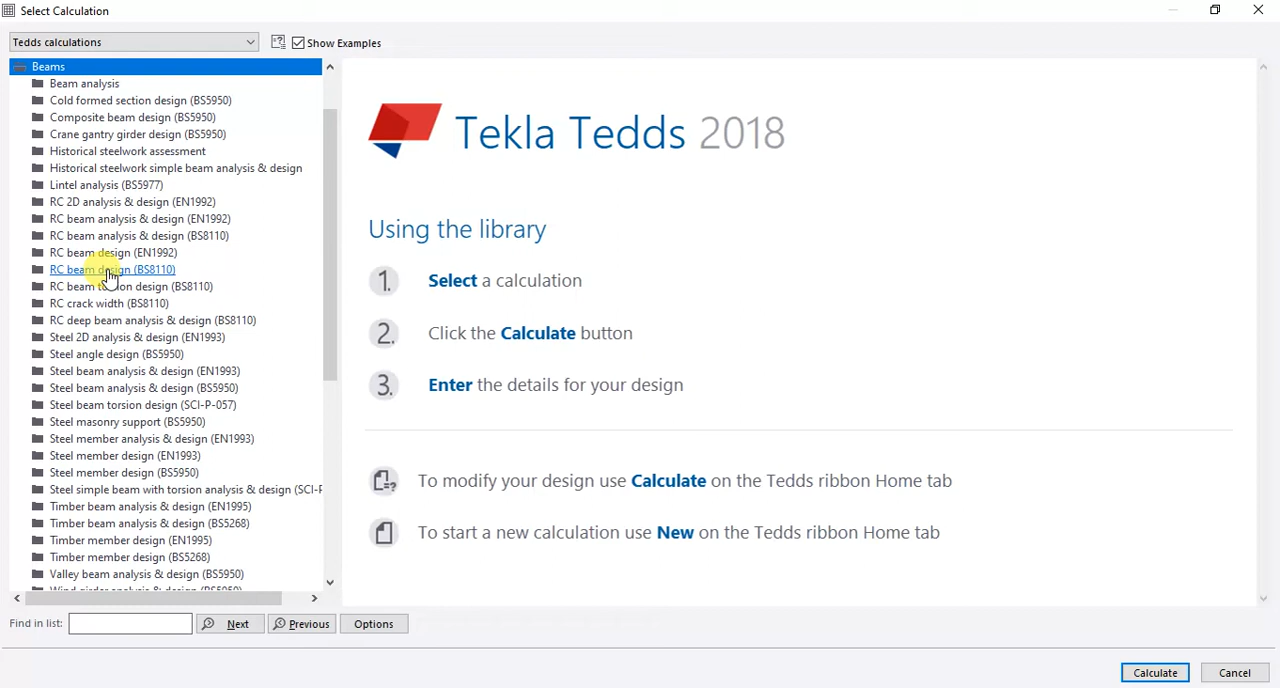 Select Calculation
Tedds calculations
Show Examples
Beams
Beam analysis
Cold formed section design (BS5950)
Composite beam design (BS5950)
Crane gantry girder design (BS5950)
Historical steelwork assessment
Historical steelwork simple beam analysis & design
Lintel analysis (BS5977)
RC 2D analysis & design (EN1992)
RC beam analysis & design (EN1992)
RC beam analysis & design (BS8110)
RC beam design (EN1992)
RC beam design (BS8110)
RC beam torsion design (BS8110)
RC crack width (BS8110)
RC deep beam analysis & design (BS8110)
Steel 2D analysis & design (EN1993)
Steel angle design (BS5950)
Steel beam analysis & design (EN1993)
Steel beam analysis & design (BS5950)
Steel beam torsion design (SCI-P-057)
Steel masonry support (BS5950)
Steel member analysis & design (EN1993)
Steel member design (EN1993)
Steel member design (BS5950)
Steel simple beam with torsion analysis & design (SCI-F
Timber beam analysis & design (EN1995)
Timber beam analysis & design (BS5268)
Timber member design (EN1995)
Timber member design (BS5268)
Valley beam analysis & design (BS5950)
Wind girder analysis & design (BS5950)
Find in list:
Next
Previous
Options
Tekla Tedds 2018
Using the library
1. Select a calculation
2. Click the Calculate button
3. Enter the details for your design
To modify your design use Calculate on the Tedds ribbon Home tab
To start a new calculation use New on the Tedds ribbon Home tab
Calculate
Cancel